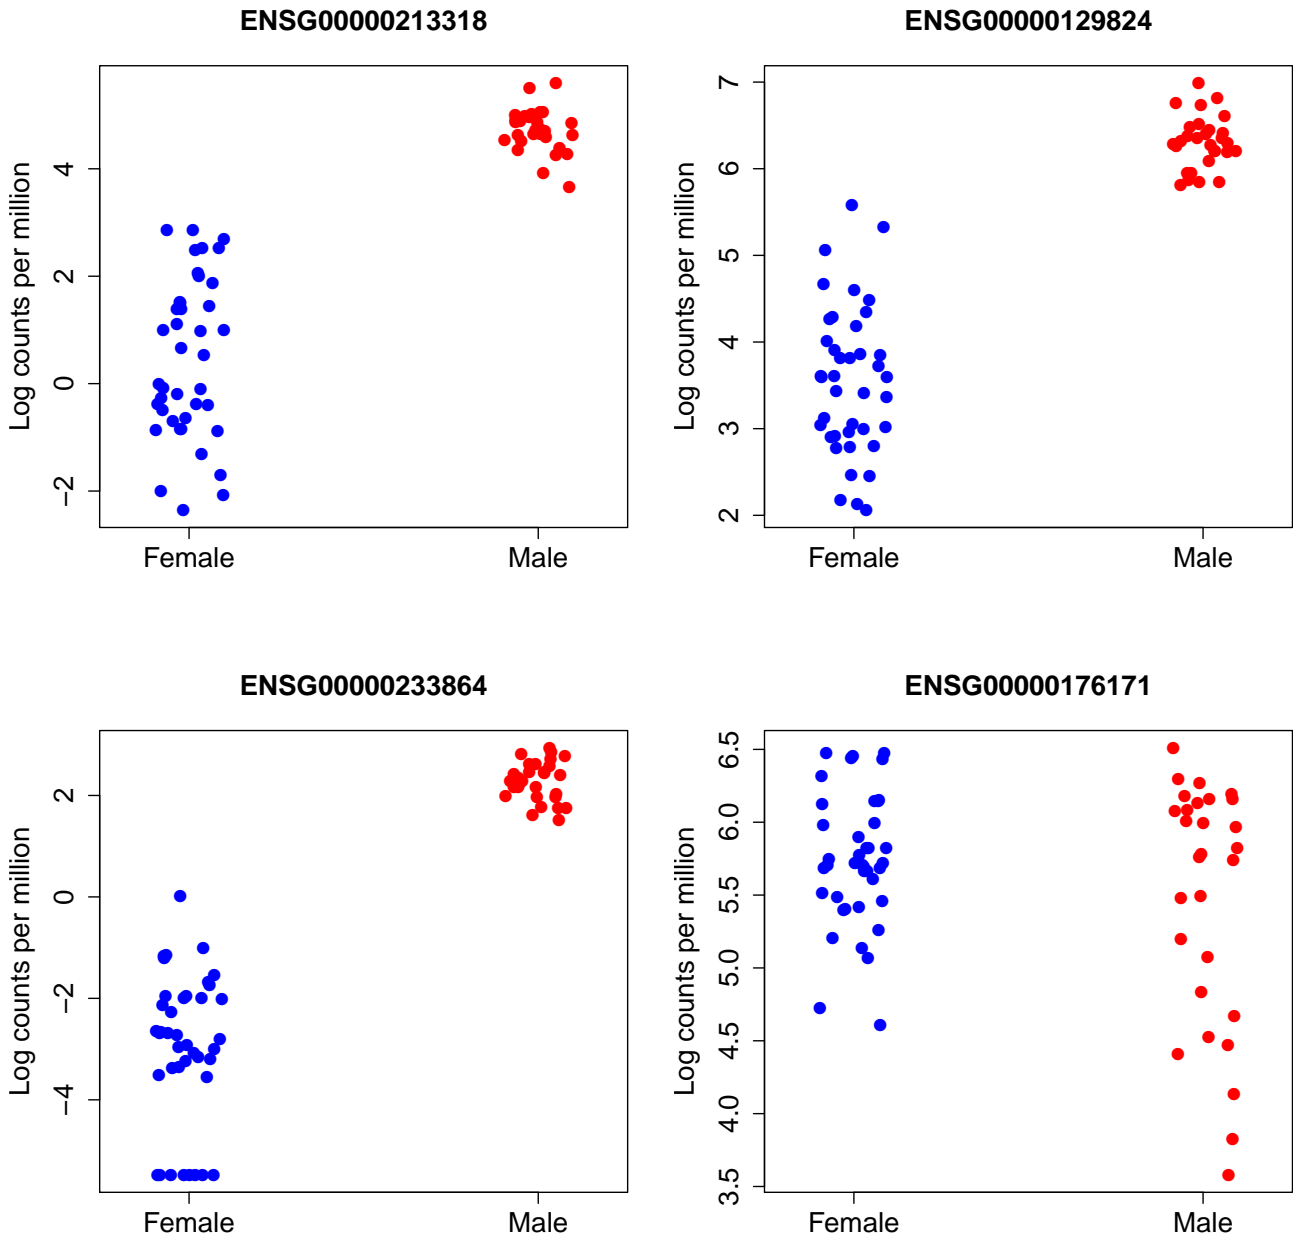 ENSG00000213318
Log counts per million
4
2
0
−2
Female Male
ENSG00000129824
Log counts per million
7
6
5
4
3
2
Female Male
ENSG00000233864
Log counts per million
2
0
−2
−4
Female Male
ENSG00000176171
Log counts per million
6.5
6.0
5.5
5.0
4.5
4.0
3.5
Female Male